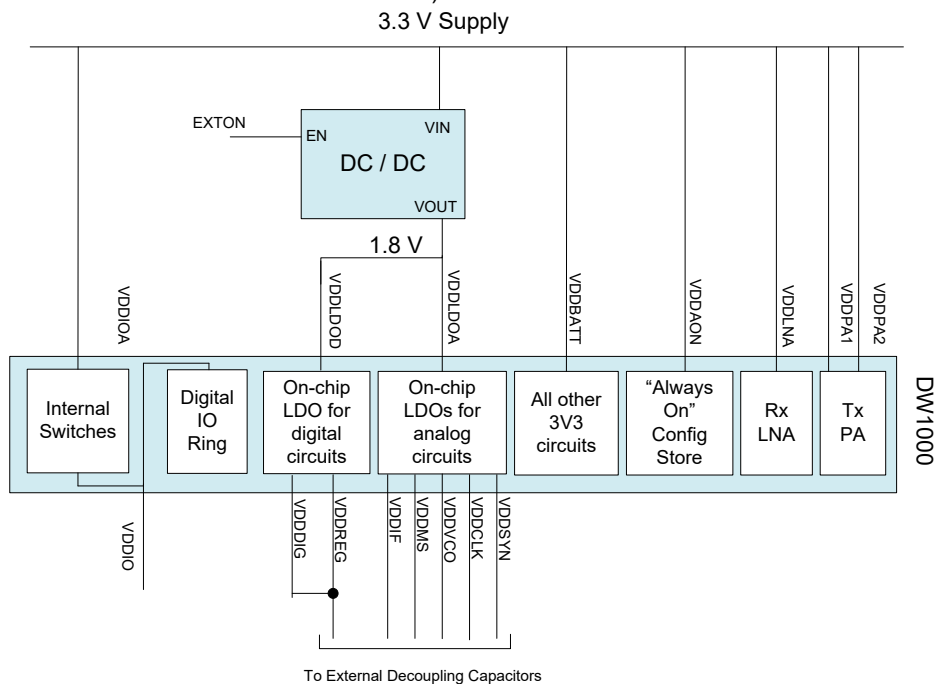 3.3 V Supply
EXTON
EN
VIN
DC / DC
VOUT
1.8 V
VDDIOA
VDDLDOD
VDDLDOA
VDDBATT
VDDAON
VDDLNA
VDDPA1
VDDPA2
Internal
Switches
Digital
IO
Ring
On-chip
LDO for
digital
circuits
On-chip
LDOs for
analog
circuits
All other
3V3
circuits
“Always
On”
Config
Store
Rx
LNA
Tx
PA
DW1000
VDDIO
VDDDIG
VDDREG
VDDIF
VDDMS
VDDVCO
VDDCLK
VDDSYN
To External Decoupling Capacitors